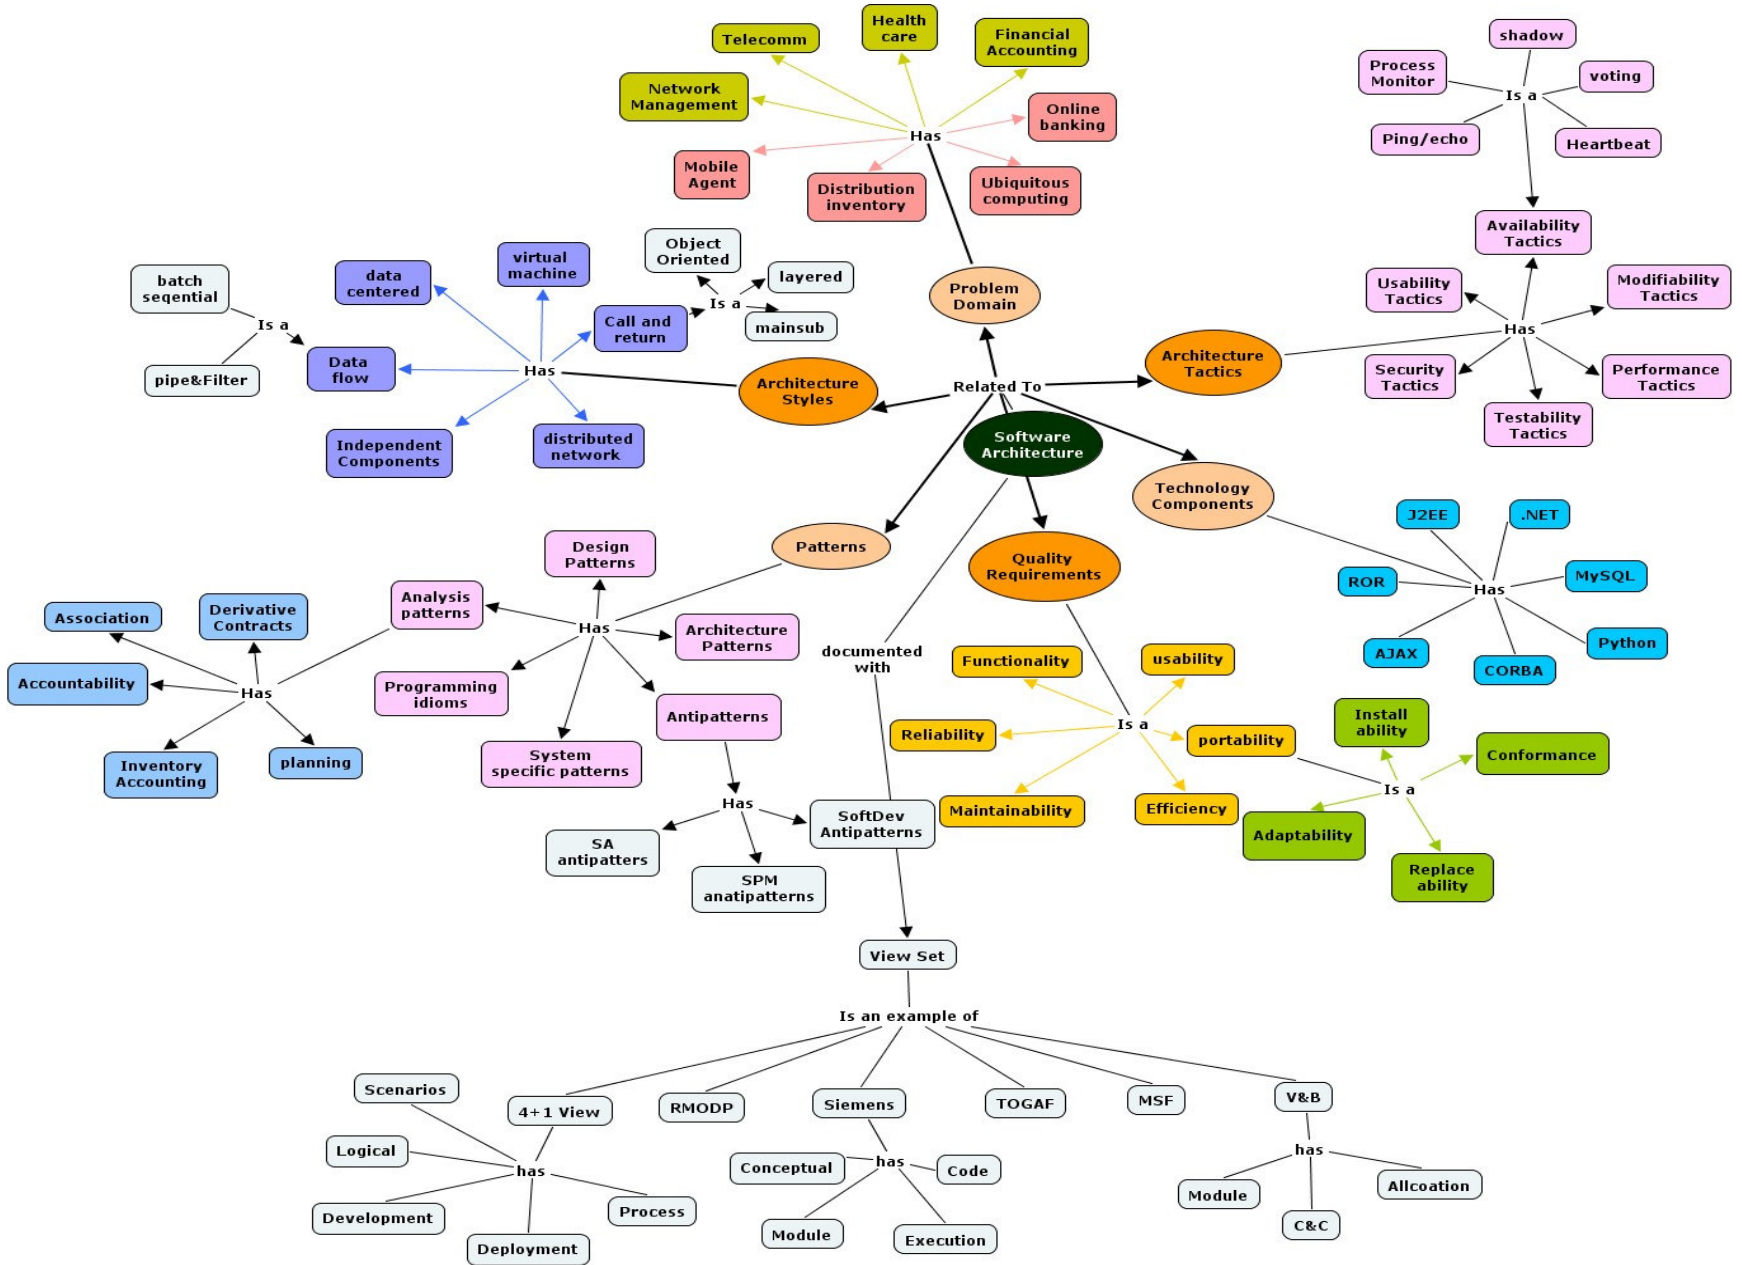 Telecomm
Health
care
Financial
Accounting
Network
Management
Has
Online
banking
Mobile
Agent
Distribution
inventory
Ubiquitous
computing
shadow
Process
Monitor
voting
Is a
Ping/echo
Heartbeat
Availability
Tactics
Usability
Tactics
Modifiability
Tactics
Has
Security
Tactics
Performance
Tactics
Testability
Tactics
Architecture
Tactics
Problem
Domain
Related To
Software
Architecture
Object
Oriented
layered
Is a
mainsub
virtual
machine
data
centered
Call and
return
batch
seqential
Is a
pipe&Filter
Data
flow
Has
Independent
Components
distributed
network
Architecture
Styles
Technology
Components
J2EE
.NET
ROR
MySQL
Has
AJAX
CORBA
Python
Patterns
Quality
Requirements
Design
Patterns
Analysis
patterns
Has
Architecture
Patterns
Programming
idioms
Antipatterns
System
specific patterns
Association
Derivative
Contracts
Accountability
Has
Inventory
Accounting
planning
Has
SA
antipatters
SPM
anatipatterns
SoftDev
Antipatterns
documented
with
Functionality
usability
Is a
Reliability
portability
Maintainability
Efficiency
Install
ability
Conformance
Is a
Adaptability
Replace
ability
View Set
Is an example of
4+1 View
RMODP
Siemens
TOGAF
MSF
V&B
Scenarios
Logical
has
Development
Deployment
Process
Conceptual
has
Code
Module
Execution
has
Module
C&C
Allcoation